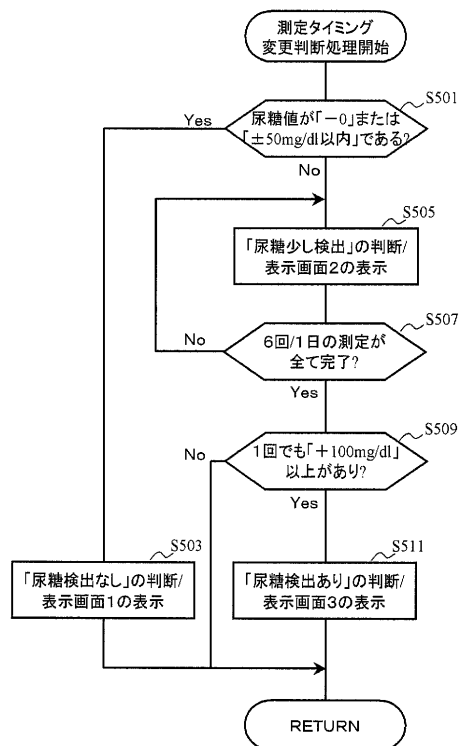 測定タイミング
変更判断処理開始
S501
尿糖値が「－0」または
「±50mg/dl以内」である?
Yes
No
S505
「尿糖少し検出」の判断/
表示画面2の表示
S507
6回/1日の測定が
全て完了?
No
Yes
S509
1回でも「＋100mg/dl」
以上があり?
No
Yes
S503
「尿糖検出なし」の判断/
表示画面1の表示
S511
「尿糖検出あり」の判断/
表示画面3の表示
RETURN